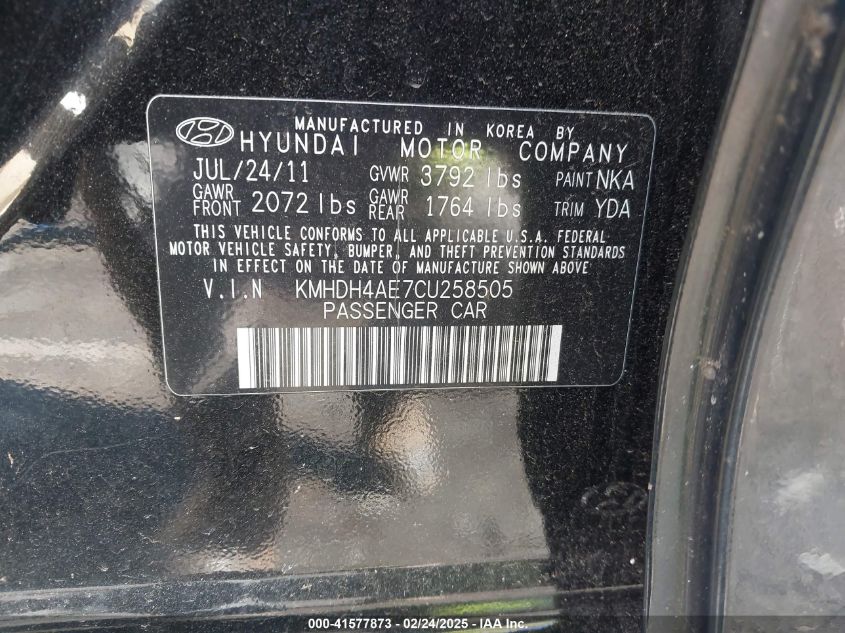 MANUFACTURED IN KOREA BY
HYUNDAI MOTOR COMPANY
JUL/24/11 GVWR 3792 lbs PAINT NKA
GAWR FRONT 2072 lbs GAWR REAR 1764 lbs TRIM YDA
THIS VEHICLE CONFORMS TO ALL APPLICABLE U.S.A. FEDERAL
MOTOR VEHICLE SAFETY, BUMPER, AND THEFT PREVENTION STANDARDS
IN EFFECT ON THE DATE OF MANUFACTURE SHOWN ABOVE
V.I.N KMHDH4AE7CU258505
PASSENGER CAR
000-41577873 - 02/24/2025 - IAA Inc.